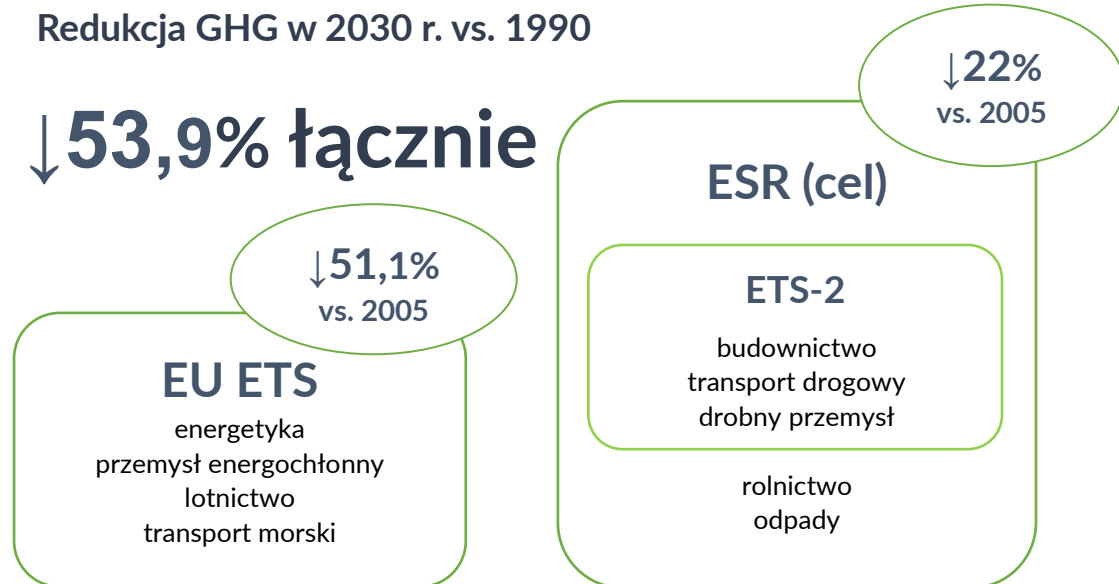 Redukcja GHG w 2030 r. vs. 1990
↓53,9% łącznie
↓51,1%
vs. 2005
EU ETS
energetyka
przemysł energochłonny
lotnictwo
transport morski
↓22%
vs. 2005
ESR (cel)
ETS-2
budownictwo
transport drogowy
drobny przemysł
rolnictwo
odpady